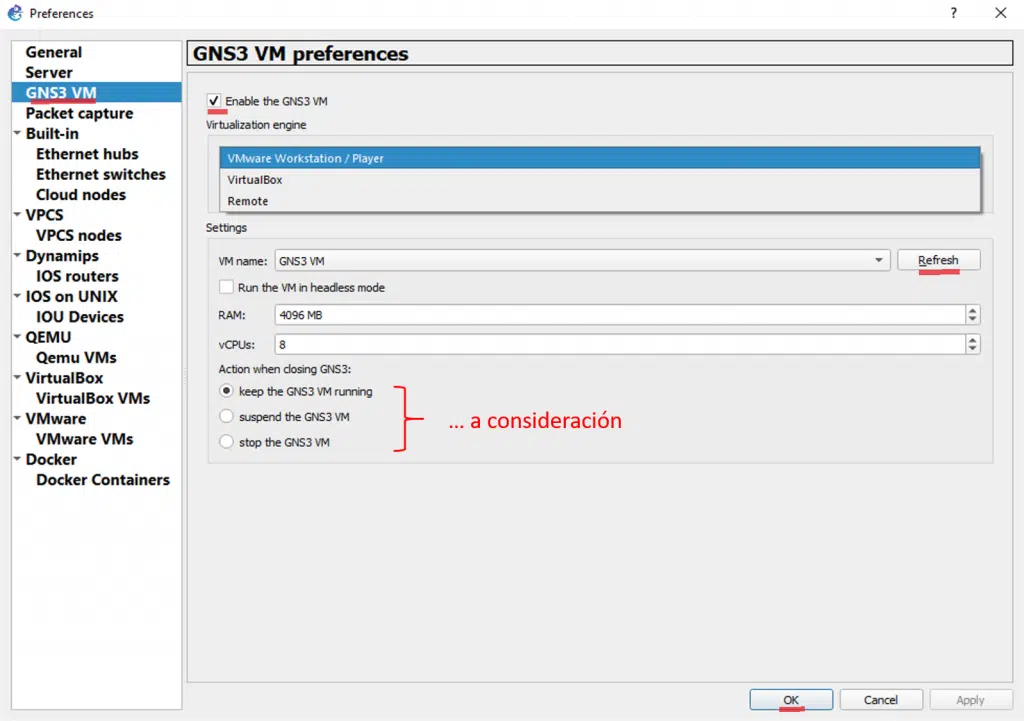 Preferences
?
General
Server
GNS3 VM
Packet capture
Built-in
Ethernet hubs
Ethernet switches
Cloud nodes
VPCS
VPCS nodes
Dynamips
IOS routers
IOS on UNIX
IOU Devices
QEMU
Qemu VMs
VirtualBox
VirtualBox VMs
VMware
VMware VMs
Docker
Docker Containers
GNS3 VM preferences
Enable the GNS3 VM
Virtualization engine
VMware Workstation / Player
VirtualBox
Remote
Settings
VM name: GNS3 VM Refresh
Run the VM in headless mode
RAM: 4096 MB
vCPUs: 8
Action when closing GNS3:
keep the GNS3 VM running
suspend the GNS3 VM
stop the GNS3 VM
... a consideración
OK Cancel Apply